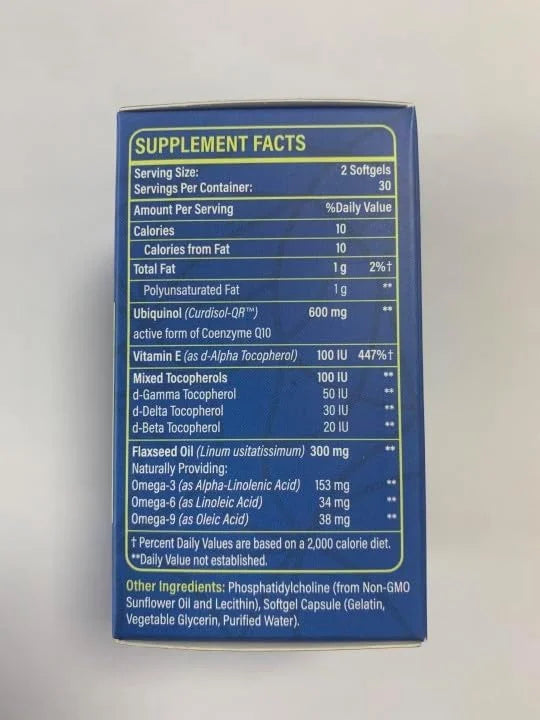 SUPPLEMENT FACTS
Serving Size: 2 Softgels
Servings Per Container: 30
Amount Per Serving %Daily Value
Calories 10
Calories from Fat 10
Total Fat 1 g 2%†
Polyunsaturated Fat 1 g **
Ubiquinol (Curdisol-QR™) 600 mg **
active form of Coenzyme Q10
Vitamin E (as d-Alpha Tocopherol) 100 IU 447%†
Mixed Tocopherols 100 IU **
d-Gamma Tocopherol 50 IU **
d-Delta Tocopherol 30 IU **
d-Beta Tocopherol 20 IU **
Flaxseed Oil (Linum usitatissimum) 300 mg **
Naturally Providing:
Omega-3 (as Alpha-Linolenic Acid) 153 mg **
Omega-6 (as Linoleic Acid) 34 mg **
Omega-9 (as Oleic Acid) 38 mg **
† Percent Daily Values are based on a 2,000 calorie diet.
**Daily Value not established.
Other Ingredients: Phosphatidylcholine (from Non-GMO
Sunflower Oil and Lecithin), Softgel Capsule (Gelatin,
Vegetable Glycerin, Purified Water).